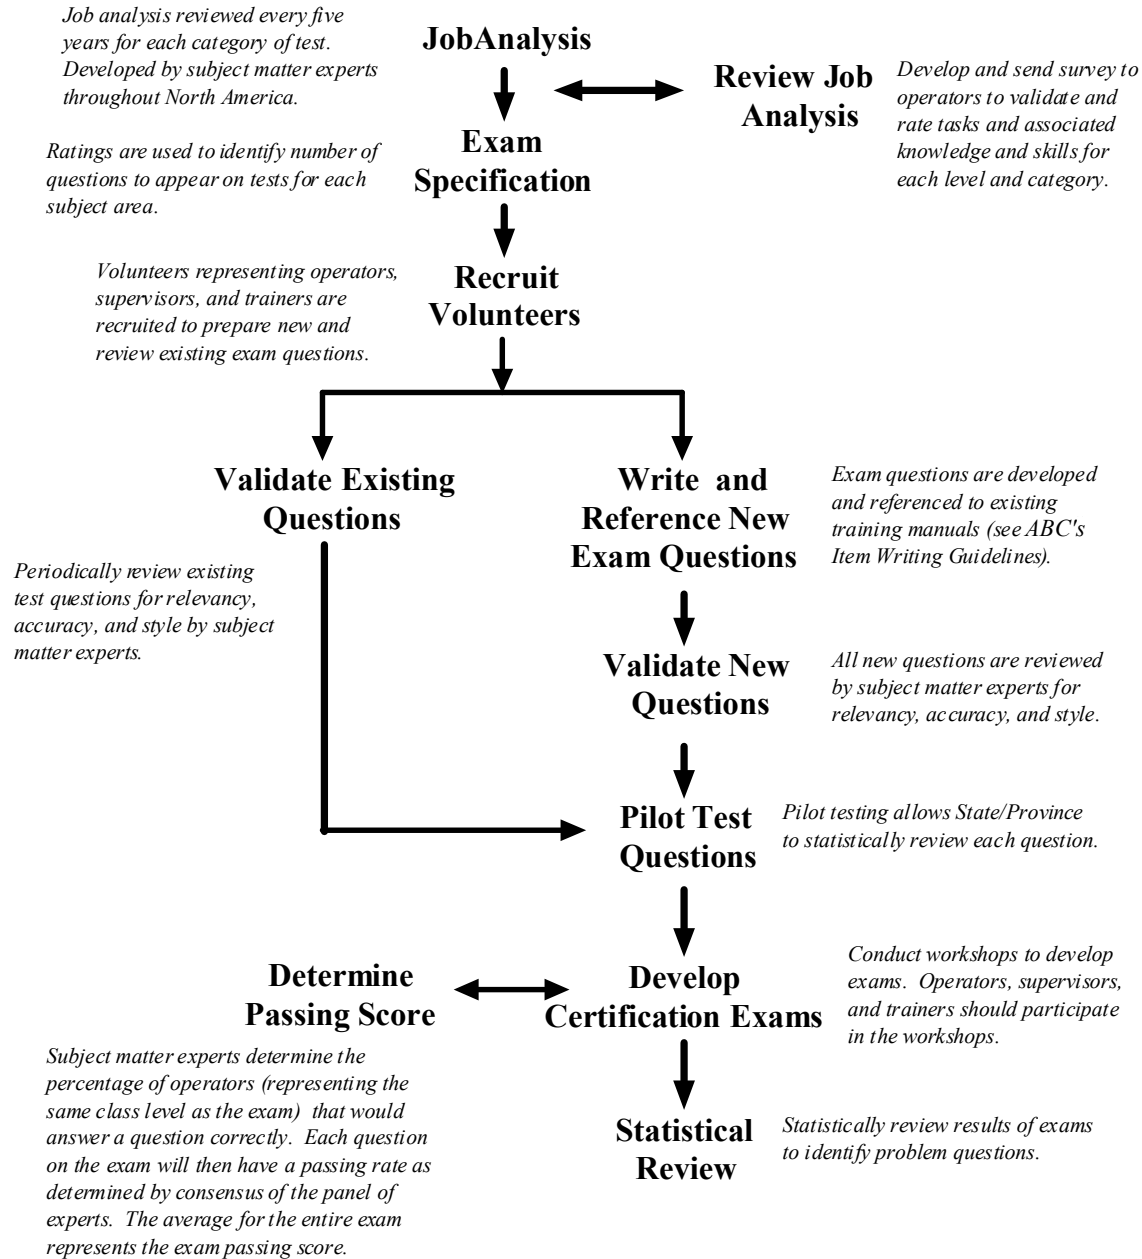 Job analysis reviewed every five
years for each category of test.
Developed by subject matter experts
throughout North America.
JobAnalysis
Review Job
Analysis
Develop and send survey to
operators to validate and
rate tasks and associated
knowledge and skills for
each level and category.
Ratings are used to identify number of
questions to appear on tests for each
subject area.
Exam
Specification
Volunteers representing operators,
supervisors, and trainers are
recruited to prepare new and
review existing exam questions.
Recruit
Volunteers
Validate Existing
Questions
Write and
Reference New
Exam Questions
Exam questions are developed
and referenced to existing
training manuals (see ABC's
Item Writing Guidelines).
Periodically review existing
test questions for relevancy,
accuracy, and style by subject
matter experts.
Validate New
Questions
All new questions are reviewed
by subject matter experts for
relevancy, accuracy, and style.
Pilot Test
Questions
Pilot testing allows State/Province
to statistically review each question.
Determine
Passing Score
Develop
Certification Exams
Conduct workshops to develop
exams. Operators, supervisors,
and trainers should participate
in the workshops.
Subject matter experts determine the
percentage of operators (representing the
same class level as the exam) that would
answer a question correctly. Each question
on the exam will then have a passing rate as
determined by consensus of the panel of
experts. The average for the entire exam
represents the exam passing score.
Statistical
Review
Statistically review results of exams
to identify problem questions.